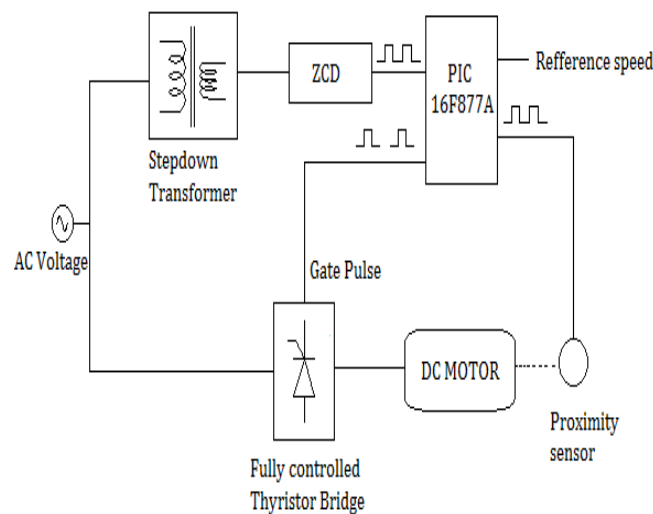 ZCD
PIC
16F877A
Refference speed
Stepdown
Transformer
AC Voltage
Gate Pulse
DC MOTOR
Proximity
sensor
Fully controlled
Thyristor Bridge